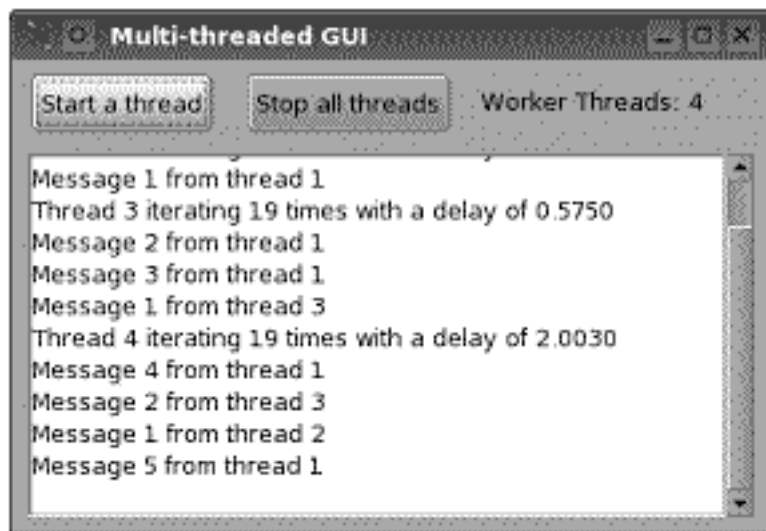 Multi-threaded GUI
Start a thread Stop all threads Worker Threads: 4
Message 1 from thread 1
Thread 3 iterating 19 times with a delay of 0.5750
Message 2 from thread 1
Message 3 from thread 1
Message 1 from thread 3
Thread 4 iterating 19 times with a delay of 2.0030
Message 4 from thread 1
Message 2 from thread 3
Message 1 from thread 2
Message 5 from thread 1